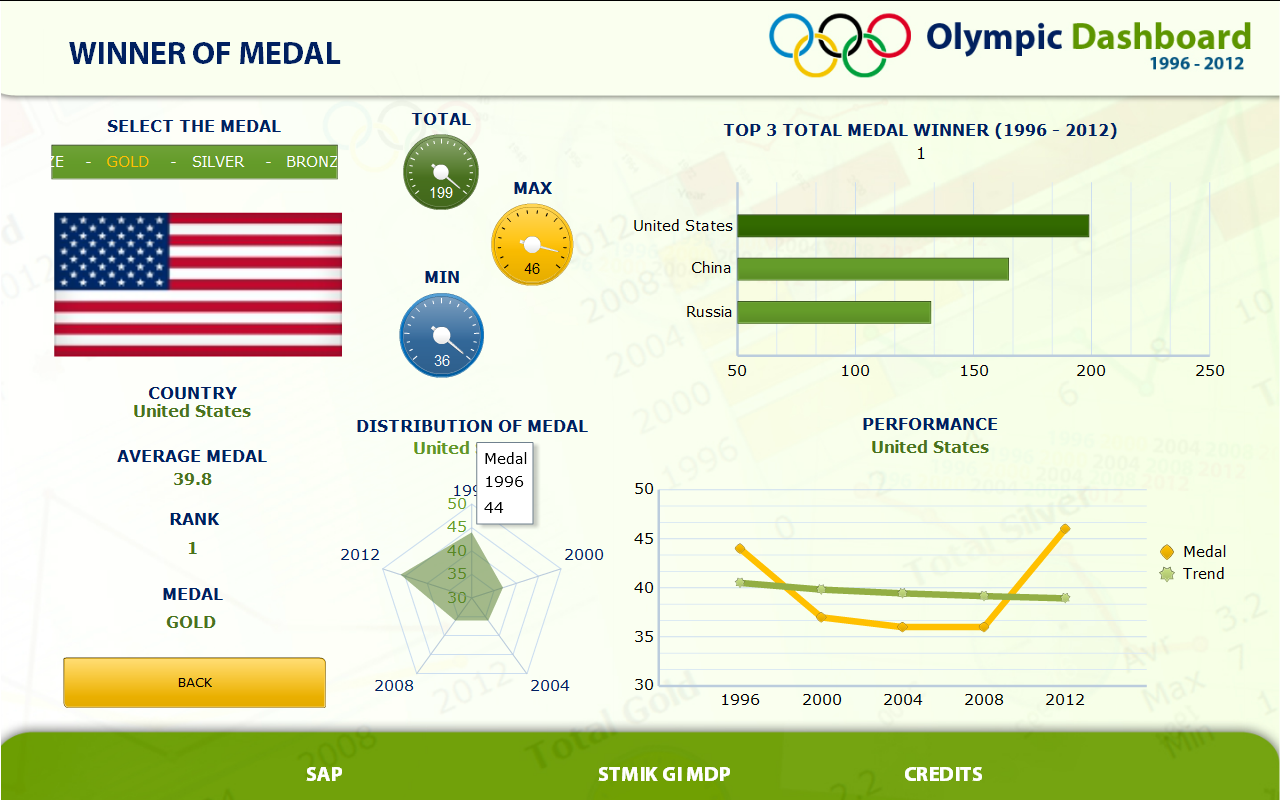 WINNER OF MEDAL
Olympic Dashboard
1996 - 2012
SELECT THE MEDAL
ZE - GOLD - SILVER - BRONZ
TOTAL
199
MAX
46
MIN
36
TOP 3 TOTAL MEDAL WINNER (1996 - 2012)
1
United States
China
Russia
50 100 150 200 250
COUNTRY
United States
AVERAGE MEDAL
39.8
RANK
1
MEDAL
GOLD
BACK
DISTRIBUTION OF MEDAL
United
Medal
1996
44
199
50
45
40
35
30
2012
2000
2008
2004
PERFORMANCE
United States
50
45
40
35
30
1996 2000 2004 2008 2012
Medal
Trend
SAP STMIK GI MDP CREDITS